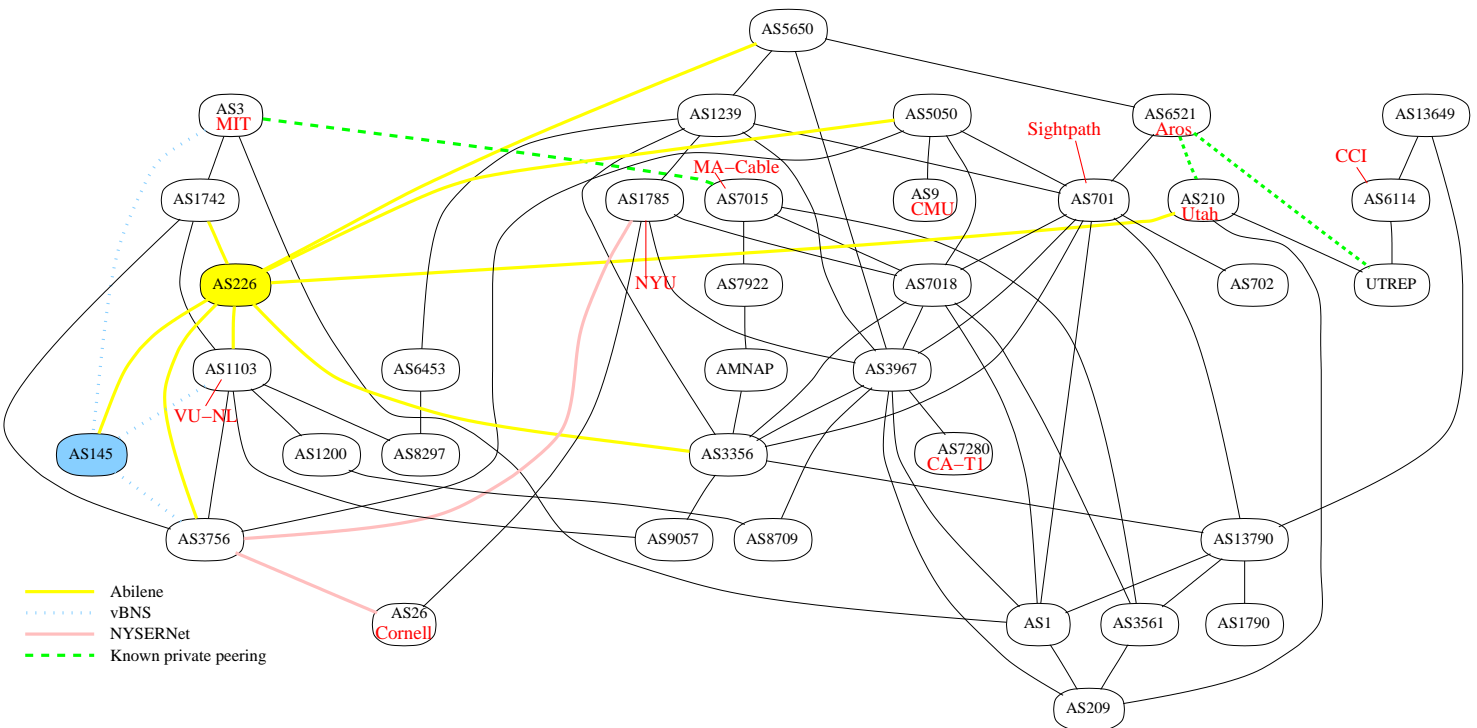 AS5650
AS3
MIT
AS1239
AS5050
AS6521
Aros
AS13649
Sightpath
CCI
MA−Cable
AS1742
AS1785
AS7015
AS9
CMU
AS701
AS210
Utah
AS6114
AS226
NYU
AS7922
AS7018
AS702
UTREP
AS1103
AS6453
AMNAP
AS3967
VU−NL
AS145
AS1200
AS8297
AS3356
AS7280
CA−T1
AS3756
AS9057
AS8709
AS13790
Abilene
vBNS
NYSERNet
Known private peering
AS26
Cornell
AS1
AS3561
AS1790
AS209